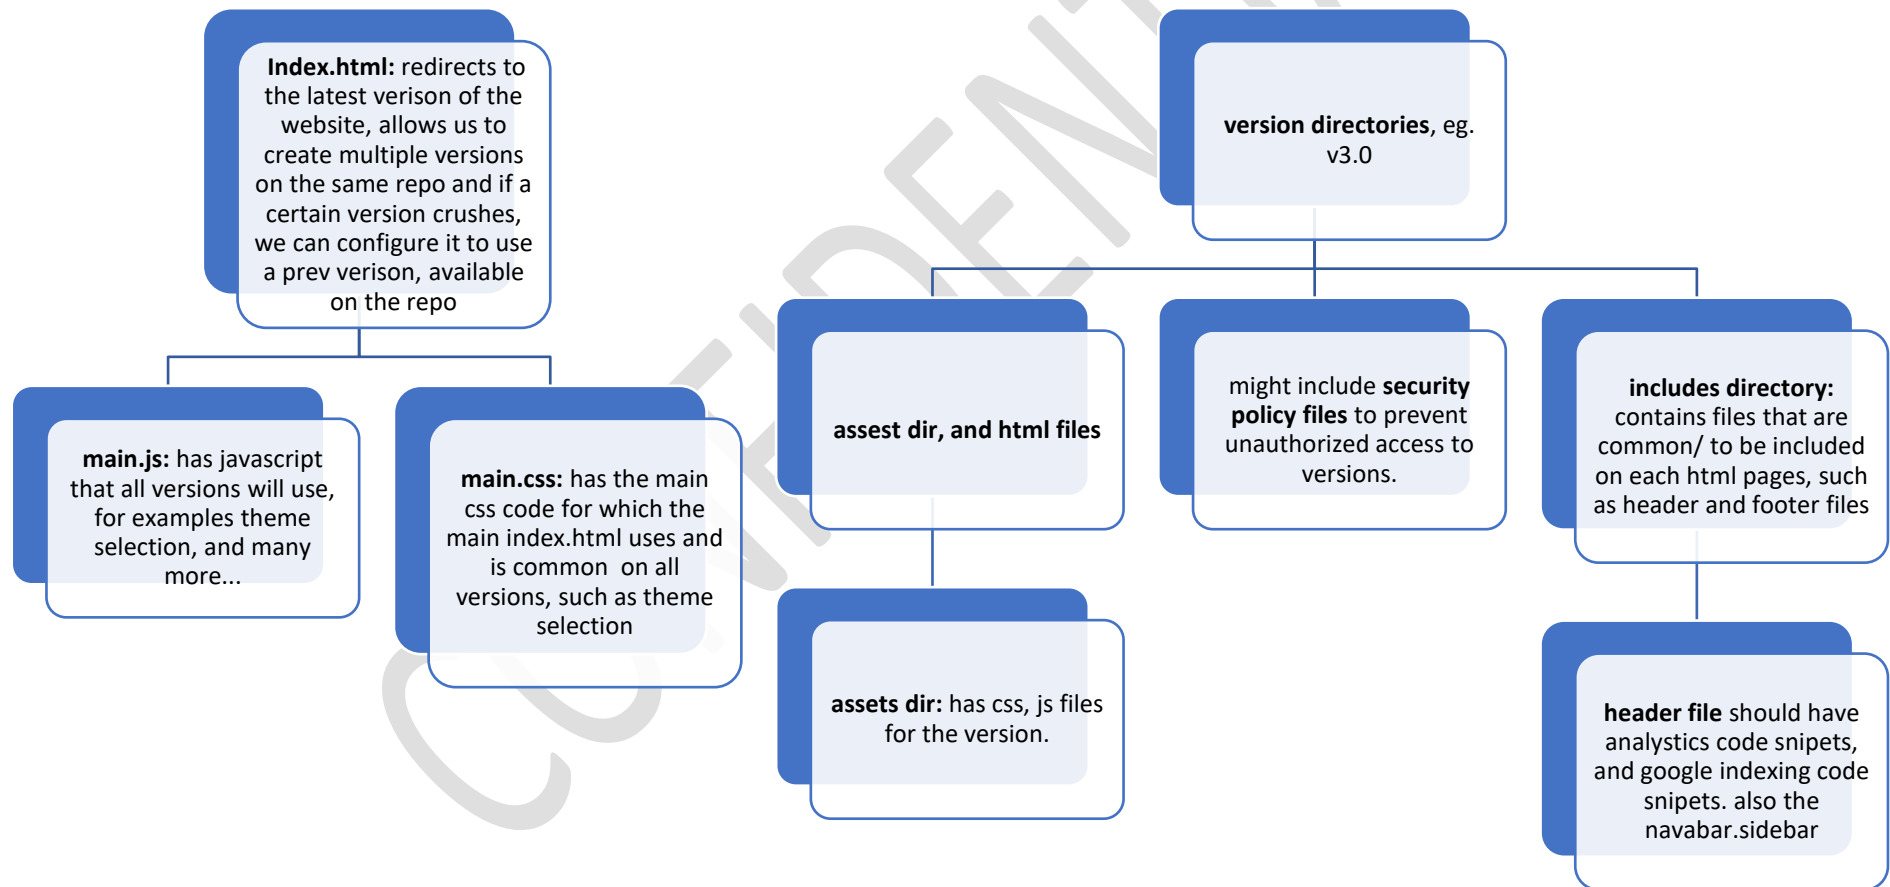 Index.html: redirects to
the latest verison of the
website, allows us to
create multiple versions
on the same repo and if a
certain version crushes,
we can configure it to use
a prev verison, available
on the repo
main.js: has javascript
that all versions will use,
for examples theme
selection, and many
more...
main.css: has the main
css code for which the
main index.html uses and
is common on all
versions, such as theme
selection
version directories, eg.
v3.0
assest dir, and html files
assets dir: has css, js files
for the version.
might include security
policy files to prevent
unauthorized access to
versions.
includes directory:
contains files that are
common/ to be included
on each html pages, such
as header and footer files
header file should have
analystics code snipets,
and google indexing code
snipets. also the
navabar.sidebar